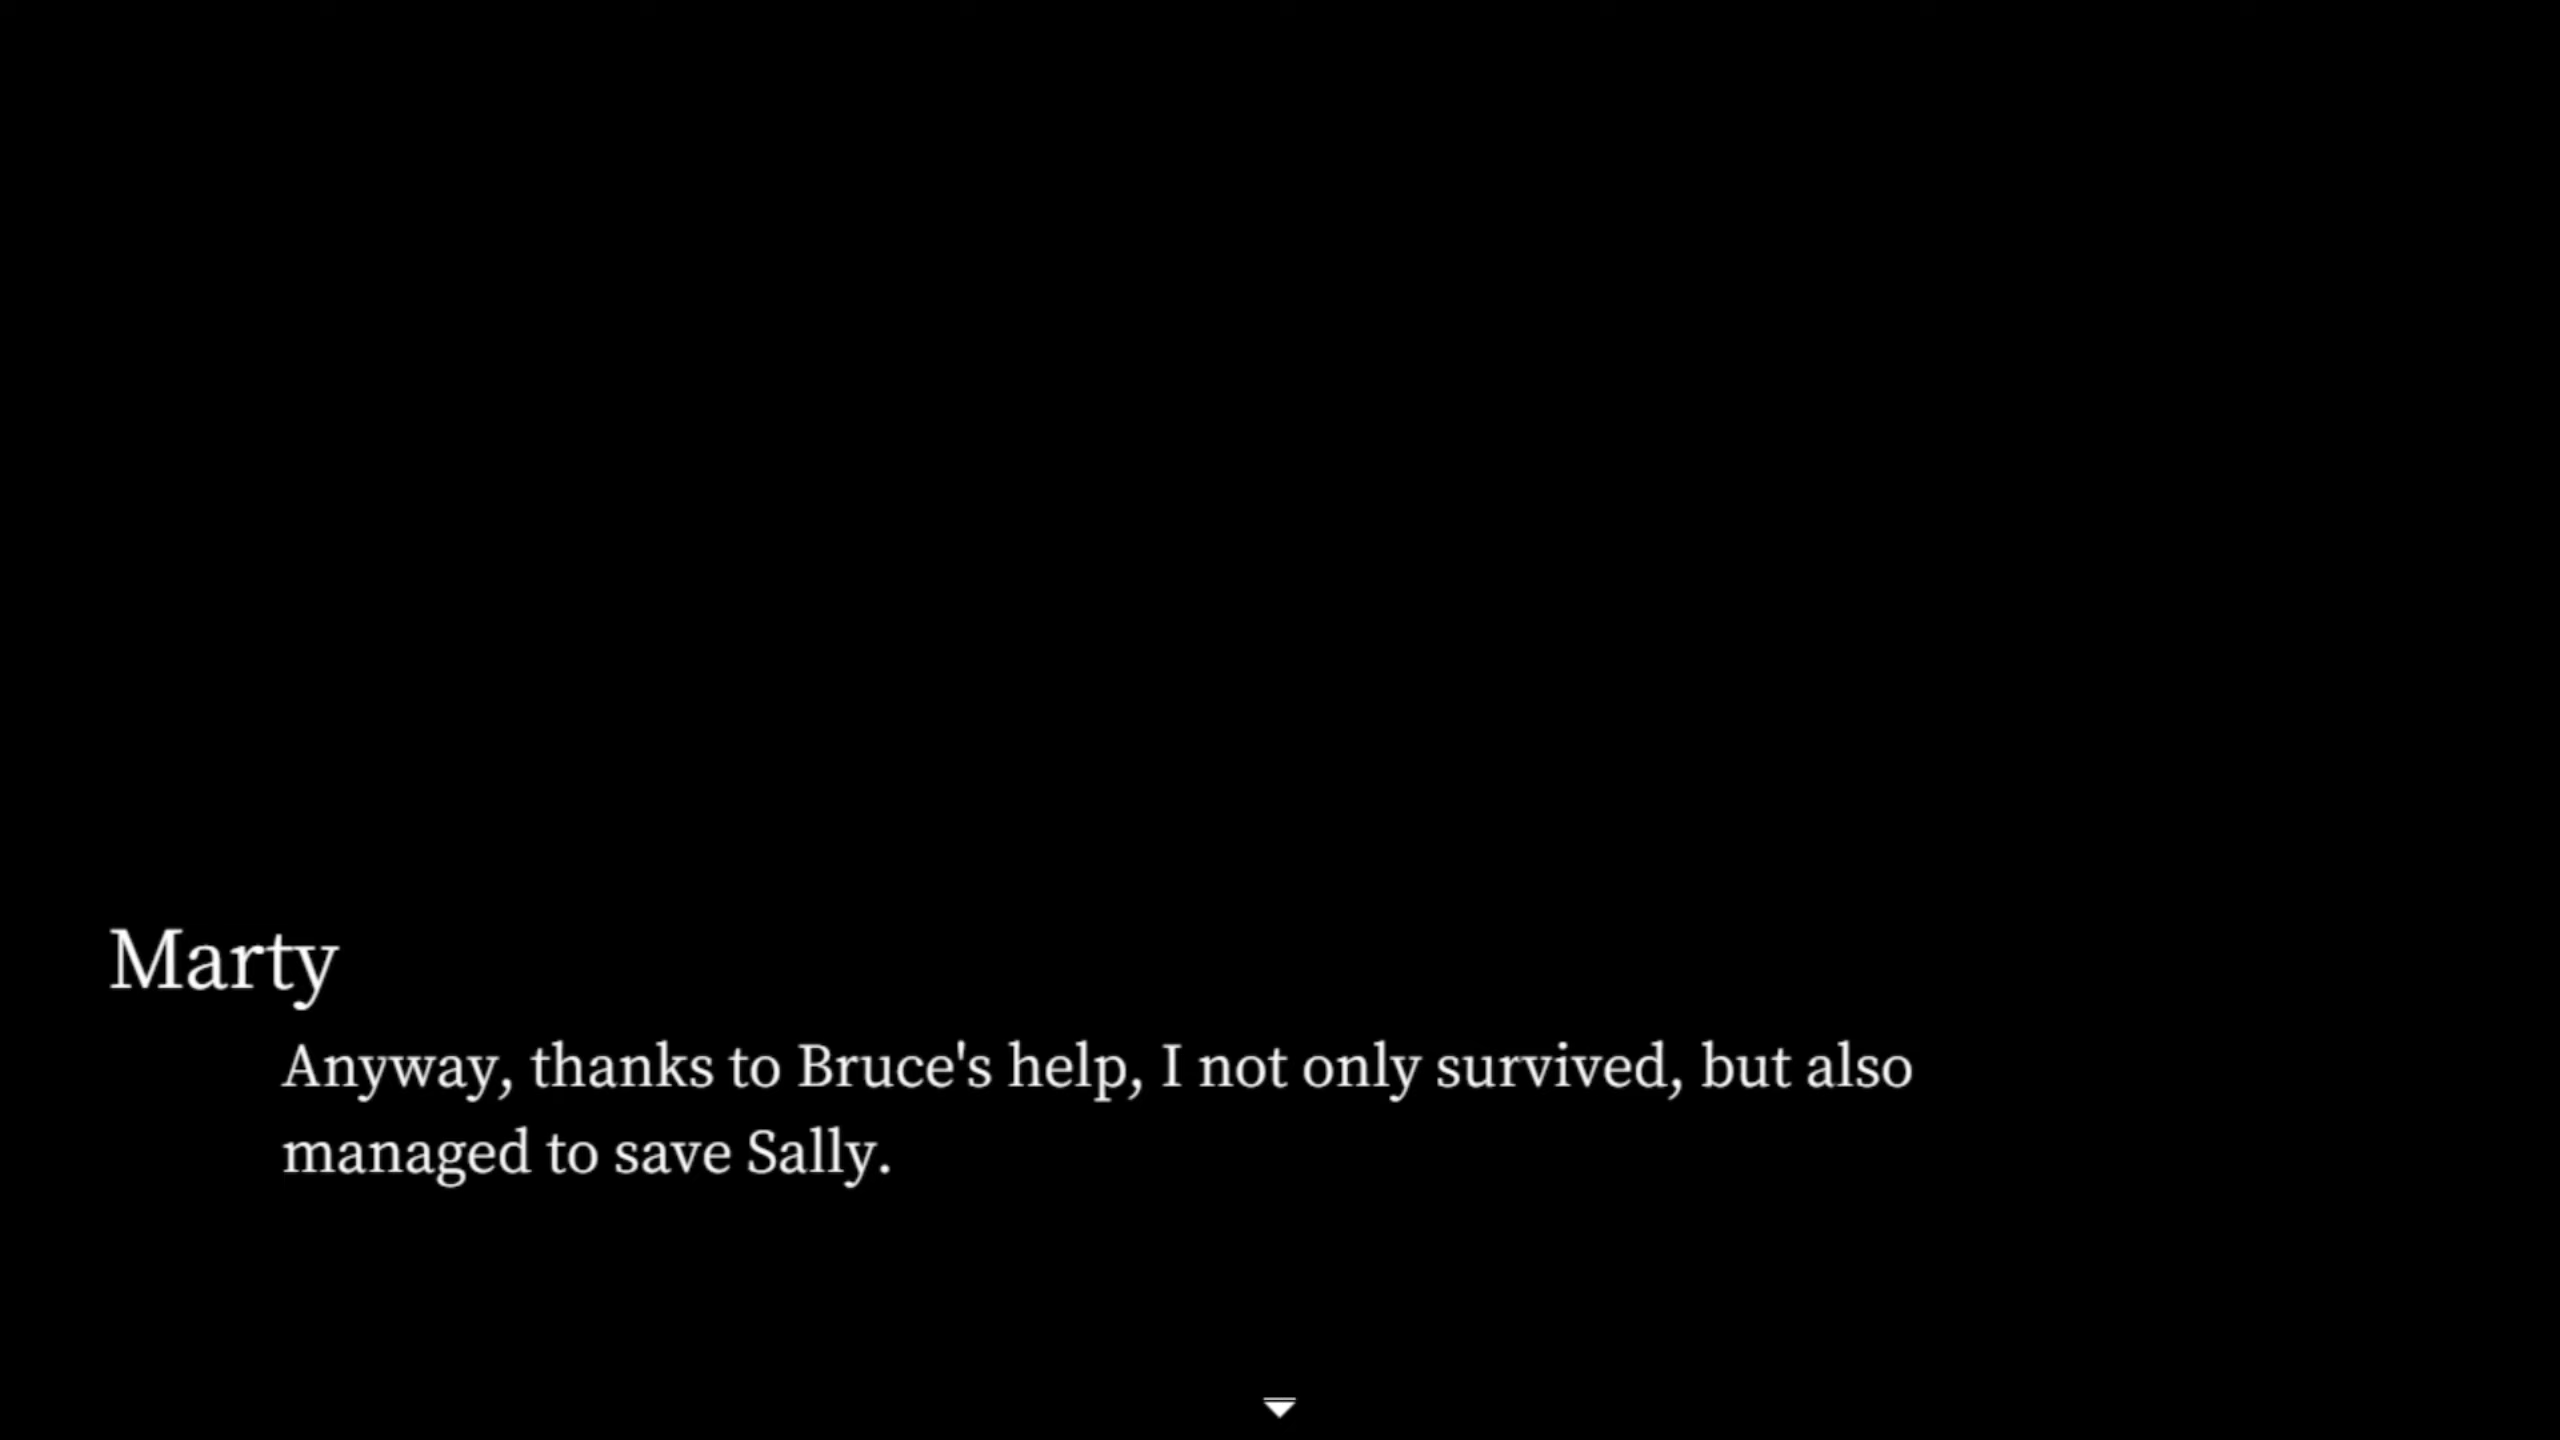 Marty
Anyway, thanks to Bruce's help, I not only survived, but also
managed to save Sally.